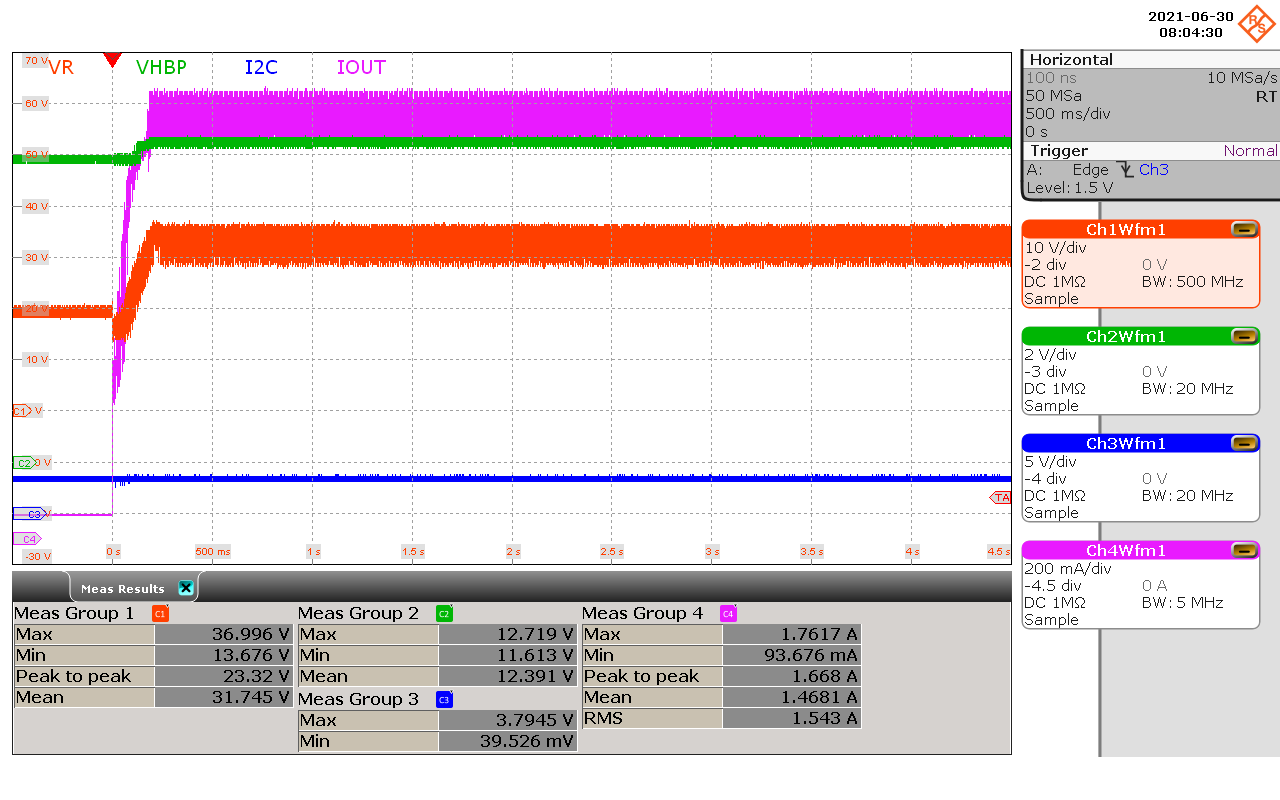 2021-06-30
08:04:30
R/S
70 V
VR VHBP I2C IOUT
60 V
50 V
40 V
30 V
20 V
10 V
C1 V
C2 0 V
C3
C4
TA
-30 V
0 s 500 ms 1 s 1.5 s 2 s 2.5 s 3 s 3.5 s 4 s 4.5 s
Horizontal
100 ns 10 MSa/s
50 MSa RT
500 ms/div
0 s
Trigger Normal
A: Edge Ch3
Level: 1.5 V
Ch1Wfm1
10 V/div
-2 div 0 V
DC 1MΩ BW: 500 MHz
Sample
Ch2Wfm1
2 V/div
-3 div 0 V
DC 1MΩ BW: 20 MHz
Sample
Ch3Wfm1
5 V/div
-4 div 0 V
DC 1MΩ BW: 20 MHz
Sample
Ch4Wfm1
200 mA/div
-4.5 div 0 A
DC 1MΩ BW: 5 MHz
Sample
Meas Results
Meas Group 1 C1
Max 36.996 V
Min 13.676 V
Peak to peak 23.32 V
Mean 31.745 V
Meas Group 2 C2
Max 12.719 V
Min 11.613 V
Mean 12.391 V
Meas Group 3 C3
Max 3.7945 V
Min 39.526 mV
Meas Group 4 C4
Max 1.7617 A
Min 93.676 mA
Peak to peak 1.668 A
Mean 1.4681 A
RMS 1.543 A